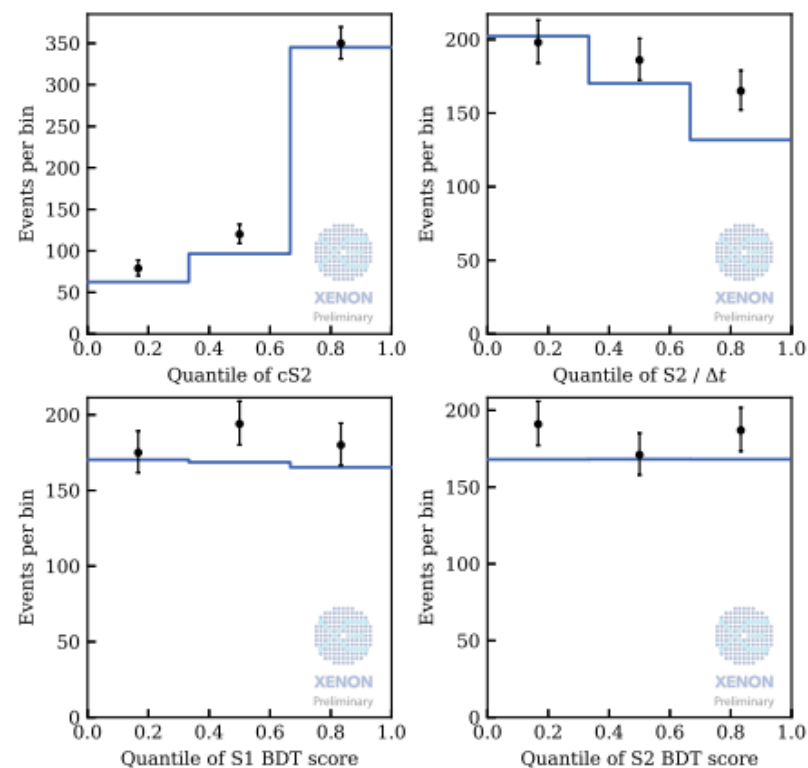 Events per bin
350
300
250
200
150
100
50
0
XENON
Preliminary
0.0 0.2 0.4 0.6 0.8 1.0
Quantile of cS2
Events per bin
200
150
100
50
0
XENON
Preliminary
0.0 0.2 0.4 0.6 0.8 1.0
Quantile of S2 / Δt
Events per bin
200
150
100
50
0
XENON
Preliminary
0.0 0.2 0.4 0.6 0.8 1.0
Quantile of S1 BDT score
Events per bin
200
150
100
50
0
XENON
Preliminary
0.0 0.2 0.4 0.6 0.8 1.0
Quantile of S2 BDT score